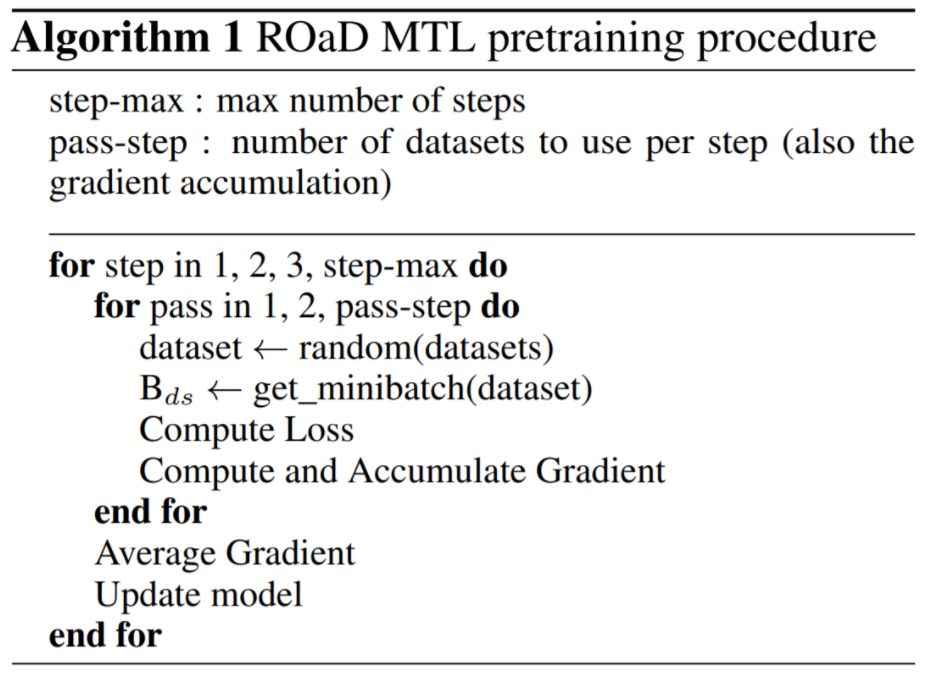 Algorithm 1 ROaD MTL pretraining procedure
step-max : max number of steps
pass-step : number of datasets to use per step (also the
gradient accumulation)
for step in 1, 2, 3, step-max do
for pass in 1, 2, pass-step do
dataset ← random(datasets)
B_{ds} ← get_minibatch(dataset)
Compute Loss
Compute and Accumulate Gradient
end for
Average Gradient
Update model
end for